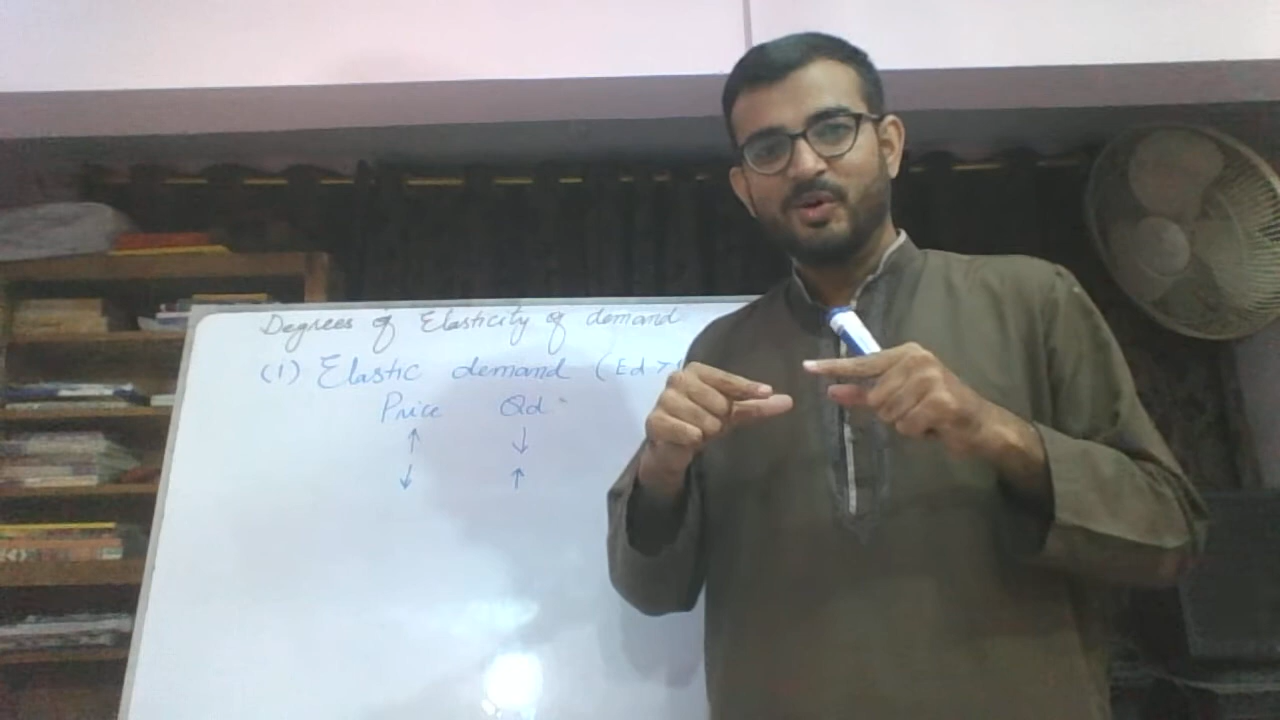 Degrees of Elasticity of demand
(1) Elastic demand (Ed >
Price Qd
↑ ↓
↓ ↑